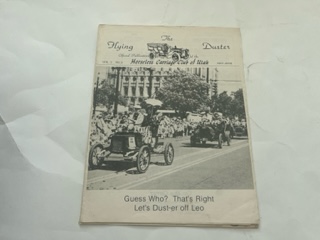 The
Flying Duster
Horseless Carriage Club of Utah
Guess Who? That's Right
Let's Dust-er off Leo